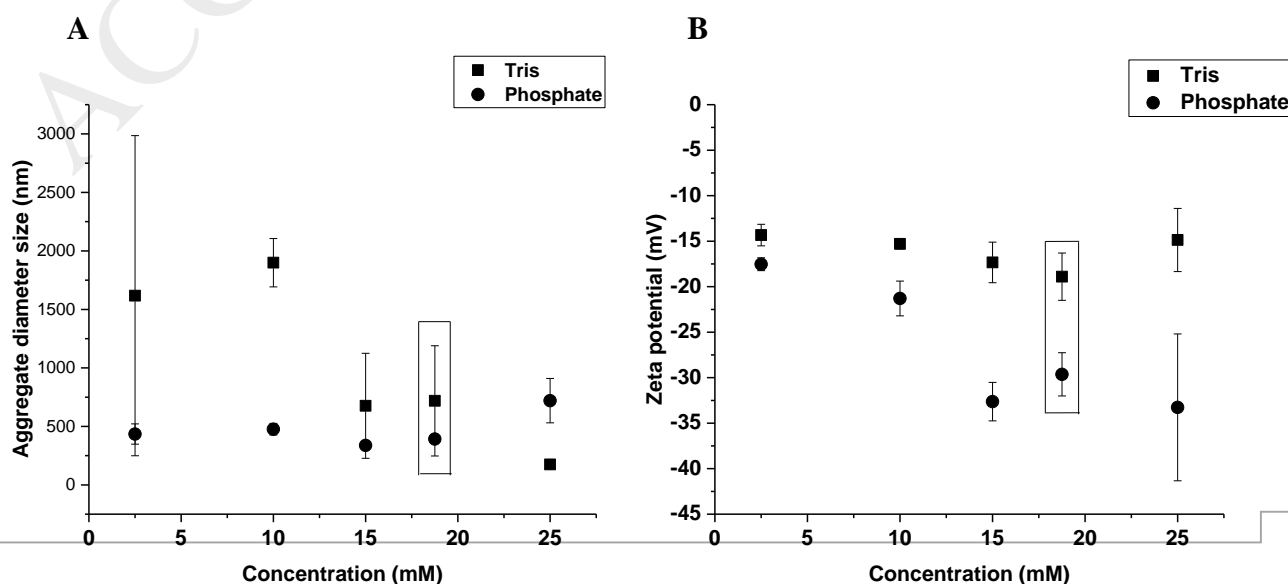 A
Tris
Phosphate
3000
2500
2000
1500
1000
500
0
Aggregate diameter size (nm)
0 5 10 15 20 25
Concentration (mM)
B
Tris
Phosphate
0
-5
-10
-15
-20
-25
-30
-35
-40
-45
Zeta potential (mV)
0 5 10 15 20 25
Concentration (mM)
ACC